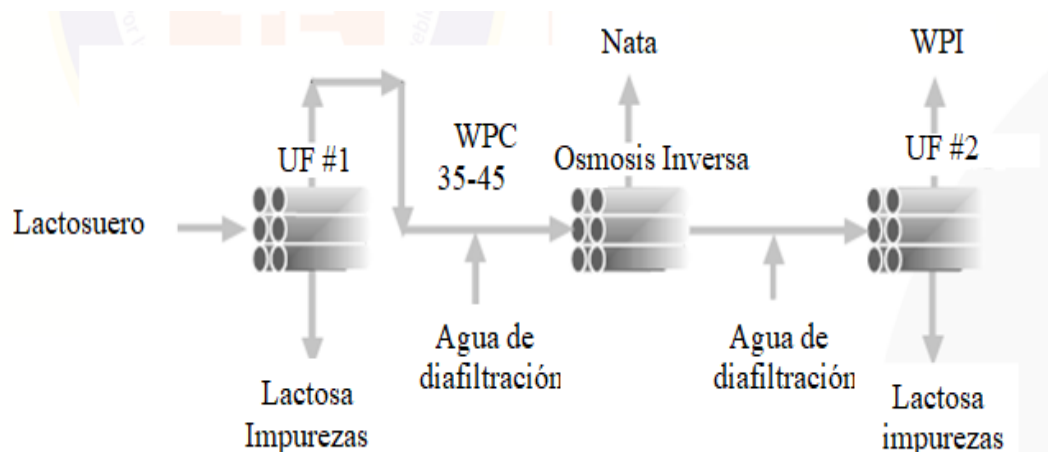 Nata
WPI
WPC
35-45
UF #1
Osmosis Inversa
UF #2
Lactosuero
Agua de
diafiltración
Agua de
diafiltración
Lactosa
Impurezas
Lactosa
impurezas